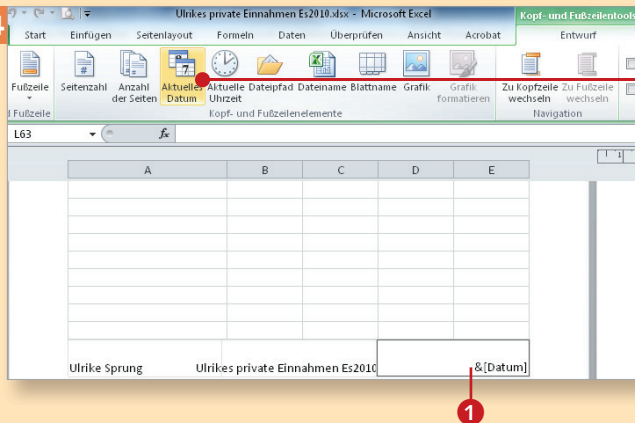 4
Ulrikes private Einnahmen Es2010.xlsx - Microsoft Excel
Kopf- und Fußzeilentools
Start Einfügen Seitenlayout Formeln Daten Überprüfen Ansicht Acrobat Entwurf
Fußzeile Seitenzahl Anzahl der Seiten Aktuelles Datum Aktuelle Uhrzeit Dateipfad Dateiname Blattname Grafik Grafik formatieren Zu Kopfzeile wechseln Zu Fußzeile wechseln
Fußzeile Kopf- und Fußzeilenelemente Navigation
L63 fx
1
A B C D E
Ulrike Sprung Ulrikes private Einnahmen Es2010 &[Datum]
1